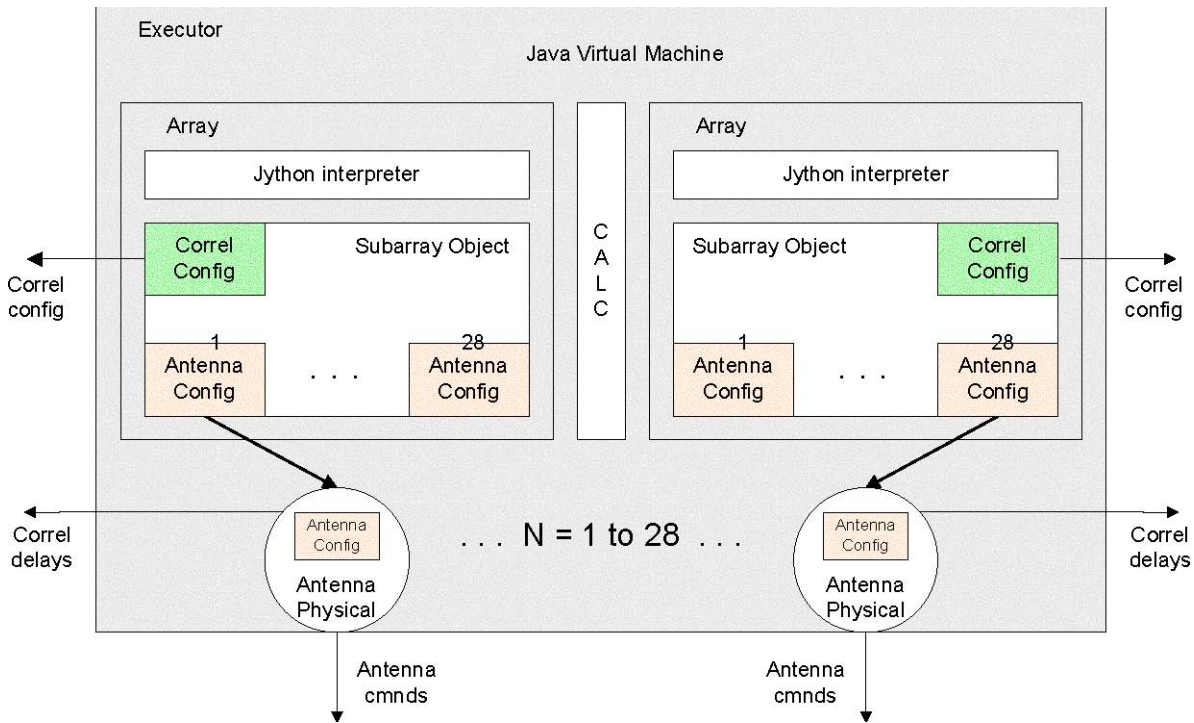 Executor
Java Virtual Machine
Array
Jython interpreter
Correl
Config
Subarray Object
Correl
config
1
Antenna
Config
. . .
28
Antenna
Config
C
A
L
C
Array
Jython interpreter
Subarray Object
Correl
Config
Correl
config
1
Antenna
Config
. . .
28
Antenna
Config
Correl
delays
Antenna
Config
Antenna
Physical
. . . N = 1 to 28 . . .
Antenna
Config
Antenna
Physical
Correl
delays
Antenna
cmnds
Antenna
cmnds